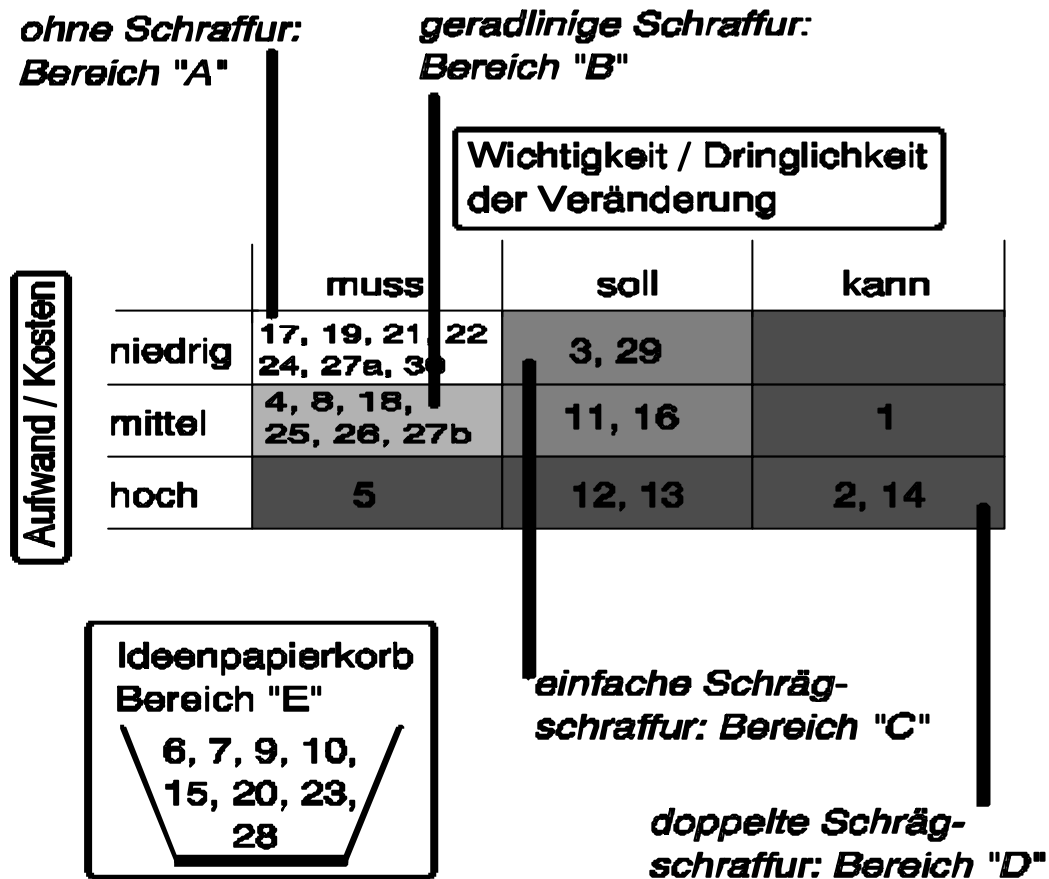 ohne Schraffur:
Bereich "A"
geradlinige Schraffur:
Bereich "B"
Wichtigkeit / Dringlichkeit
der Veränderung
Aufwand / Kosten
muss soll kann
niedrig
17, 19, 21, 22
24, 27a, 30
3, 29
mittel
4, 8, 18,
25, 26, 27b
11, 16
1
hoch 5 12, 13 2, 14
Ideenpapierkorb
Bereich "E"
6, 7, 9, 10,
15, 20, 23,
28
einfache Schräg-
schraffur: Bereich "C"
doppelte Schräg-
schraffur: Bereich "D"